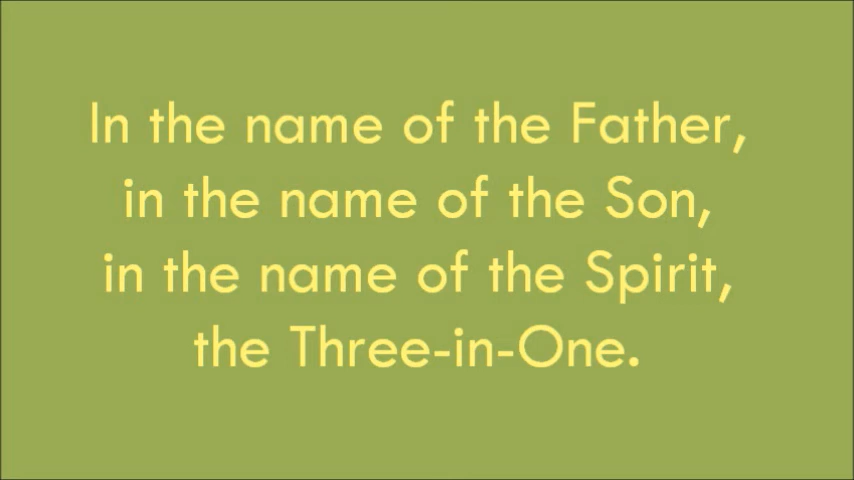 In the name of the Father,
in the name of the Son,
in the name of the Spirit,
the Three-in-One.